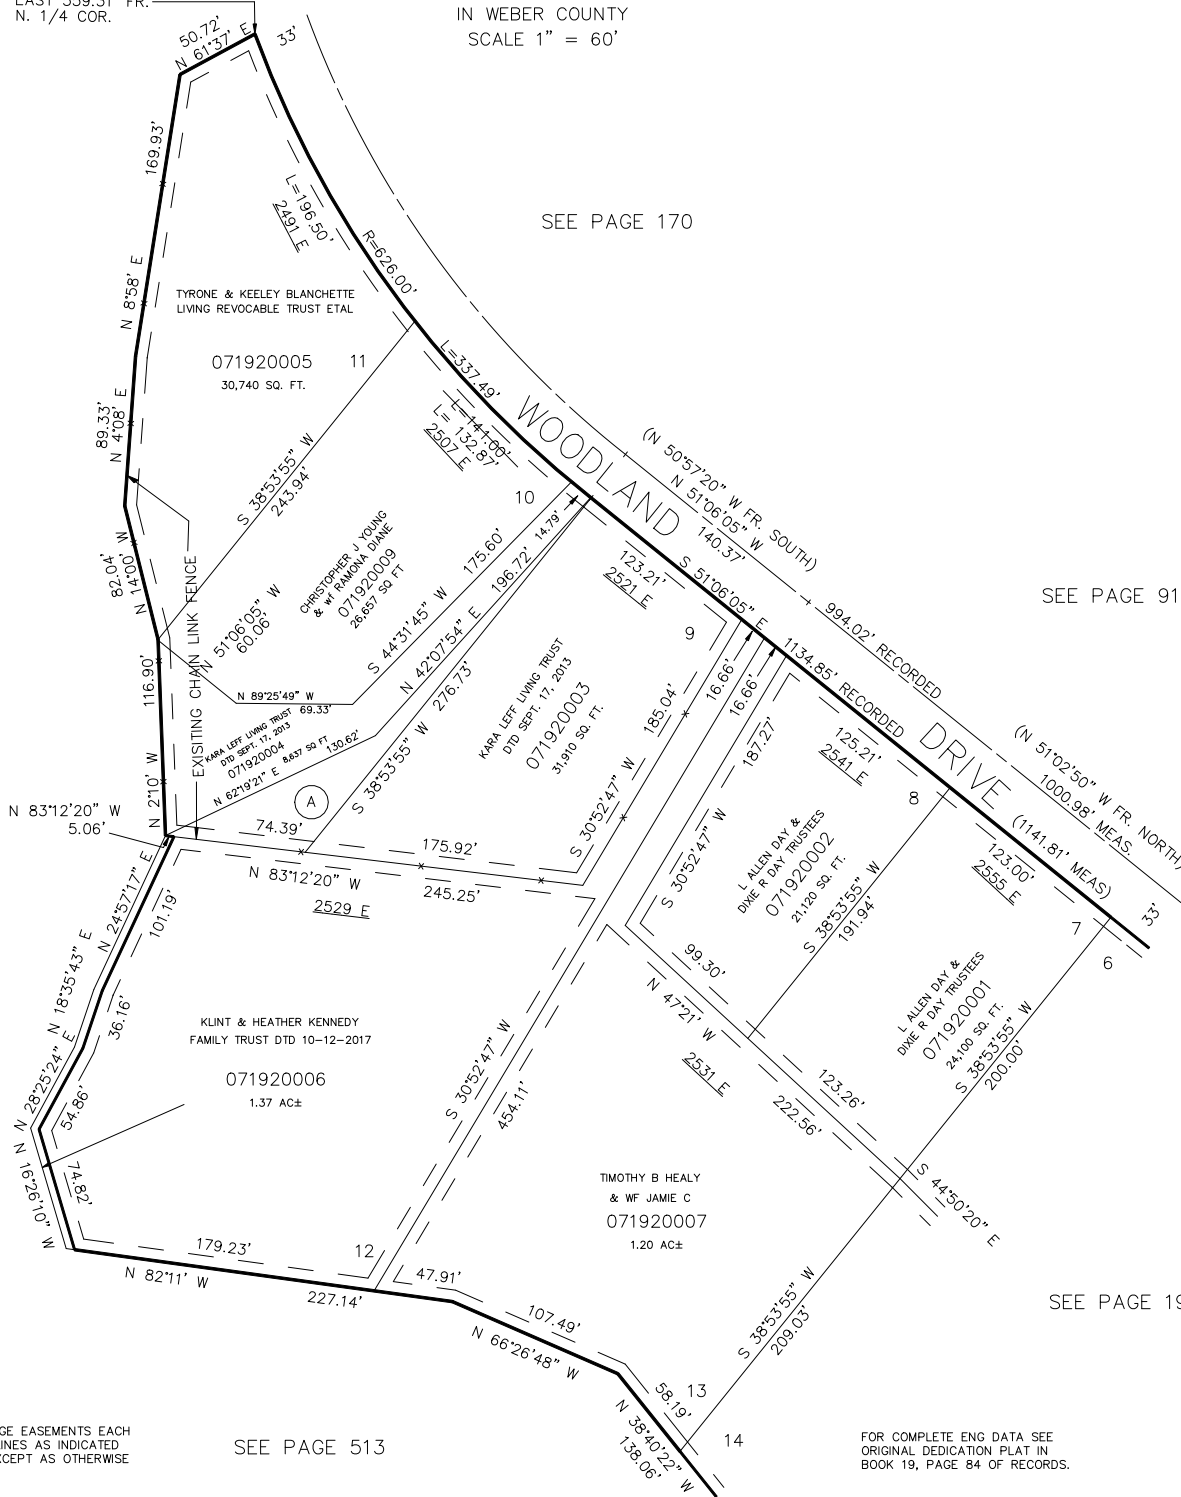 N. 1/4 COR.
IN WEBER COUNTY
SCALE 1" = 60'
50.72'
N 61°37' E
33'
169.93'
N 8°58' E
L=196.50'
2491 E
R=626.00'
SEE PAGE 170
TYRONE & KEELEY BLANCHETTE
LIVING REVOCABLE TRUST ETAL
071920005
11
30,740 SQ. FT.
89.33'
N 4°08' E
S 38°53'55" W
243.94'
L=337.49'
L=141.00'
L= 132.87'
2507 E
10
WOODLAND
DRIVE
(N 50°57'20" W FR. SOUTH)
N 51°06'05" W
140.37'
82.04'
N 14°00' W
EXISITING CHAIN LINK FENCE
CHRISTOPHER J YOUNG
& wf RAMONA DIANE
071920009
26,657 SQ FT
S 44°31'45" W
175.60'
14.79'
N 42°07'54" E
196.72'
123.21'
2521 E
S 51°06'05" E
9
SEE PAGE 91
994.02' RECORDED
1134.85' RECORDED
N 51°06'05" W
60.06'
116.90'
N 2°10' W
N 89°25'49" W
69.33'
KARA LEFF LIVING TRUST
DTD SEPT. 17, 2013
071920004
8,637 SQ FT
N 62°19'21" E
130.62'
S 38°53'55" W
276.73'
KARA LEFF LIVING TRUST
DTD SEPT. 17, 2013
071920003
31,910 SQ. FT.
185.04'
S 30°52'47" W
16.66'
16.66'
187.27'
S 30°52'47" W
125.21'
2541 E
8
(N 51°02'50" W FR. NORTH)
1000.98' MEAS.
(1141.81' MEAS)
123.00'
2555 E
33'
7
6
N 83°12'20" W
5.06'
A
74.39'
175.92'
N 83°12'20" W
245.25'
2529 E
L ALLEN DAY &
DIXIE R DAY TRUSTEES
071920002
21,120 SQ. FT.
S 38°53'55" W
191.94'
L ALLEN DAY &
DIXIE R DAY TRUSTEES
071920001
24,100 SQ. FT.
S 38°53'55" W
200.00'
N 24°57'17" E
101.19'
N 18°35'43" E
36.16'
N 28°25'24" E
54.86'
N 16°26'10" W
74.82'
KLINT & HEATHER KENNEDY
FAMILY TRUST DTD 10-12-2017
071920006
1.37 AC±
S 30°52'47" W
454.11'
99.30'
N 47°21' W
2531 E
123.26'
222.56'
S 44°50'20" E
TIMOTHY B HEALY
& WF JAMIE C
071920007
1.20 AC±
179.23'
12
N 82°11' W
227.14'
47.91'
107.49'
N 66°26'48" W
S 38°53'55" W
209.03'
SEE PAGE 19
58.19'
13
N 38°40'22" W
138.06'
14
GE EASEMENTS EACH
INES AS INDICATED
CEPT AS OTHERWISE
SEE PAGE 513
FOR COMPLETE ENG DATA SEE
ORIGINAL DEDICATION PLAT IN
BOOK 19, PAGE 84 OF RECORDS.